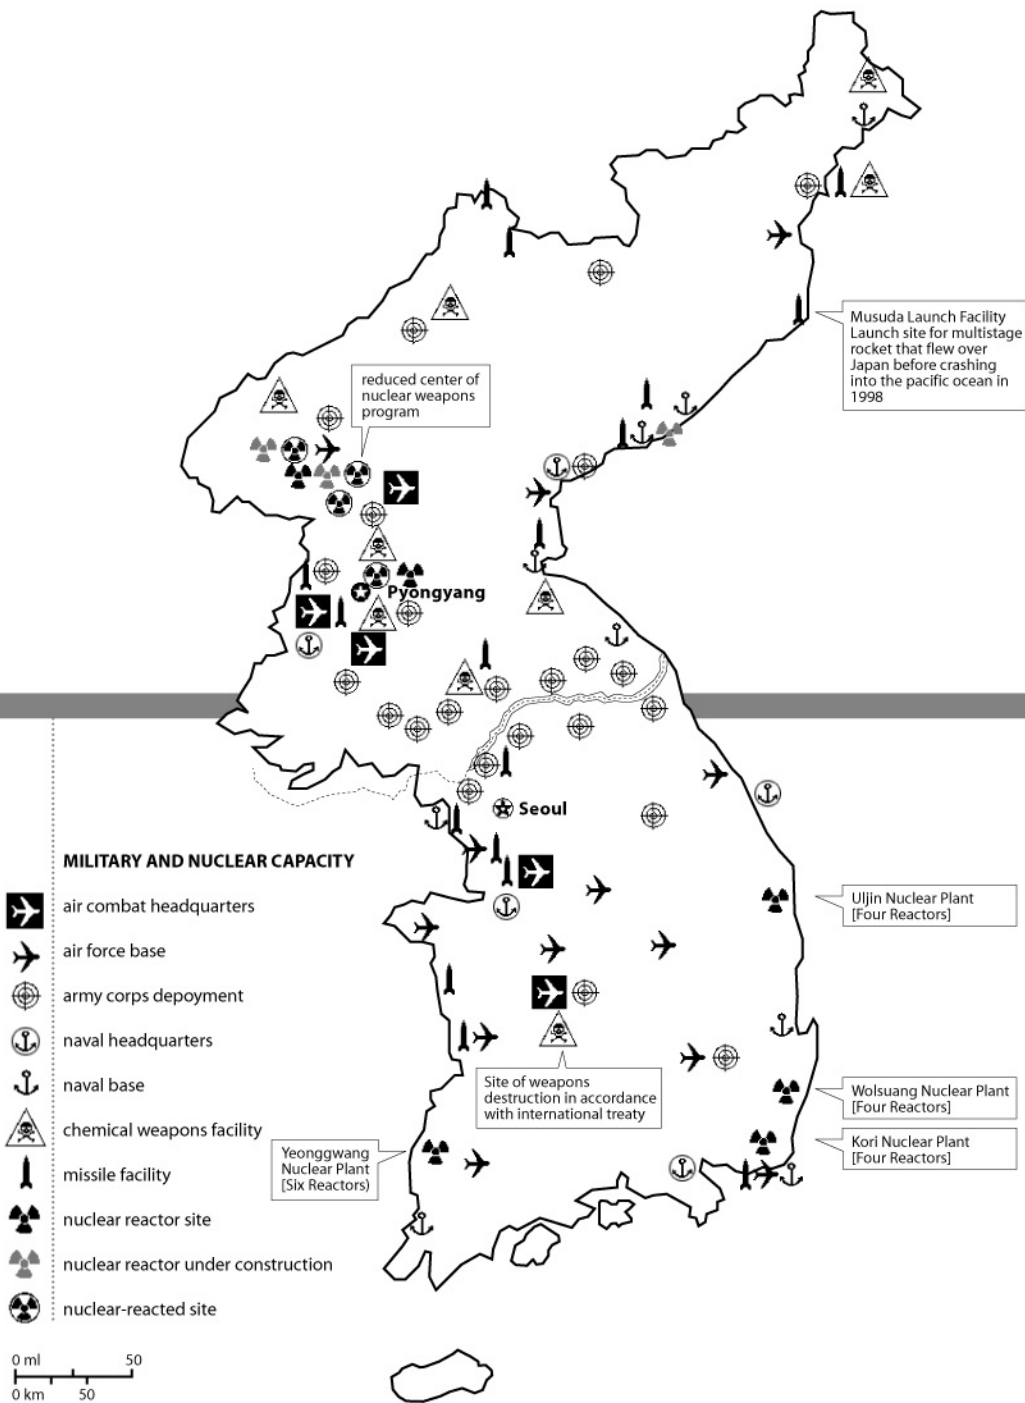 Musuda Launch Facility
Launch site for multistage
rocket that flew over
Japan before crashing
into the pacific ocean in
1998
reduced center of
nuclear weapons
program
Pyongyang
Seoul
MILITARY AND NUCLEAR CAPACITY
air combat headquarters
air force base
army corps depoyment
naval headquarters
naval base
chemical weapons facility
missile facility
nuclear reactor site
nuclear reactor under construction
nuclear-reacted site
0 ml 50
0 km 50
Uljin Nuclear Plant
[Four Reactors]
Site of weapons
destruction in accordance
with international treaty
Wolsuang Nuclear Plant
[Four Reactors]
Kori Nuclear Plant
[Four Reactors]
Yeonggwang
Nuclear Plant
[Six Reactors)